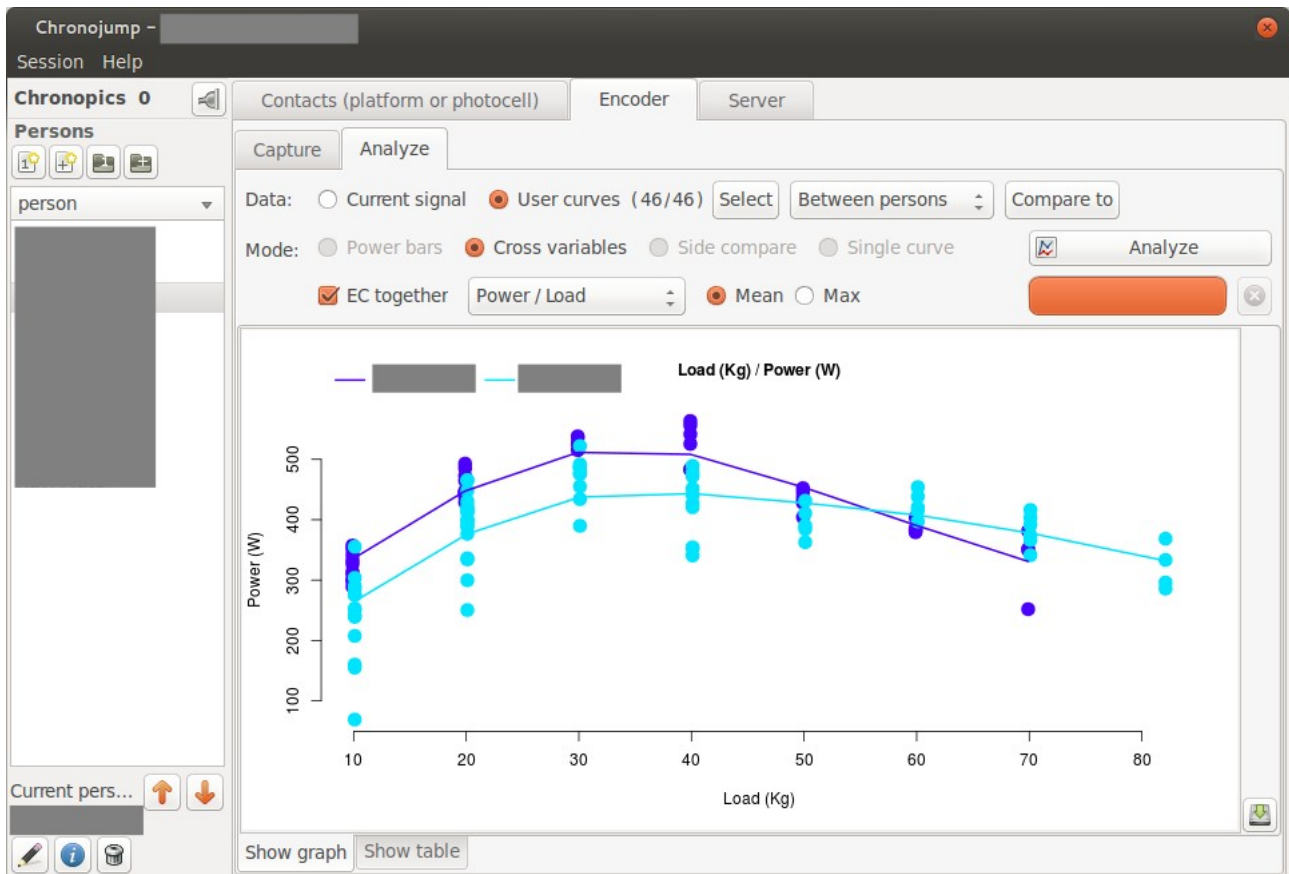 Chronojump –
Session Help
Chronopics 0
Contacts (platform or photocell) Encoder Server
Persons
Capture Analyze
person
Data: Current signal User curves (46/46) Select Between persons Compare to
Mode: Power bars Cross variables Side compare Single curve Analyze
EC together Power / Load Mean Max
Load (Kg) / Power (W)
Power (W)
500
400
300
200
100
10 20 30 40 50 60 70 80
Load (Kg)
Current pers...
Show graph Show table